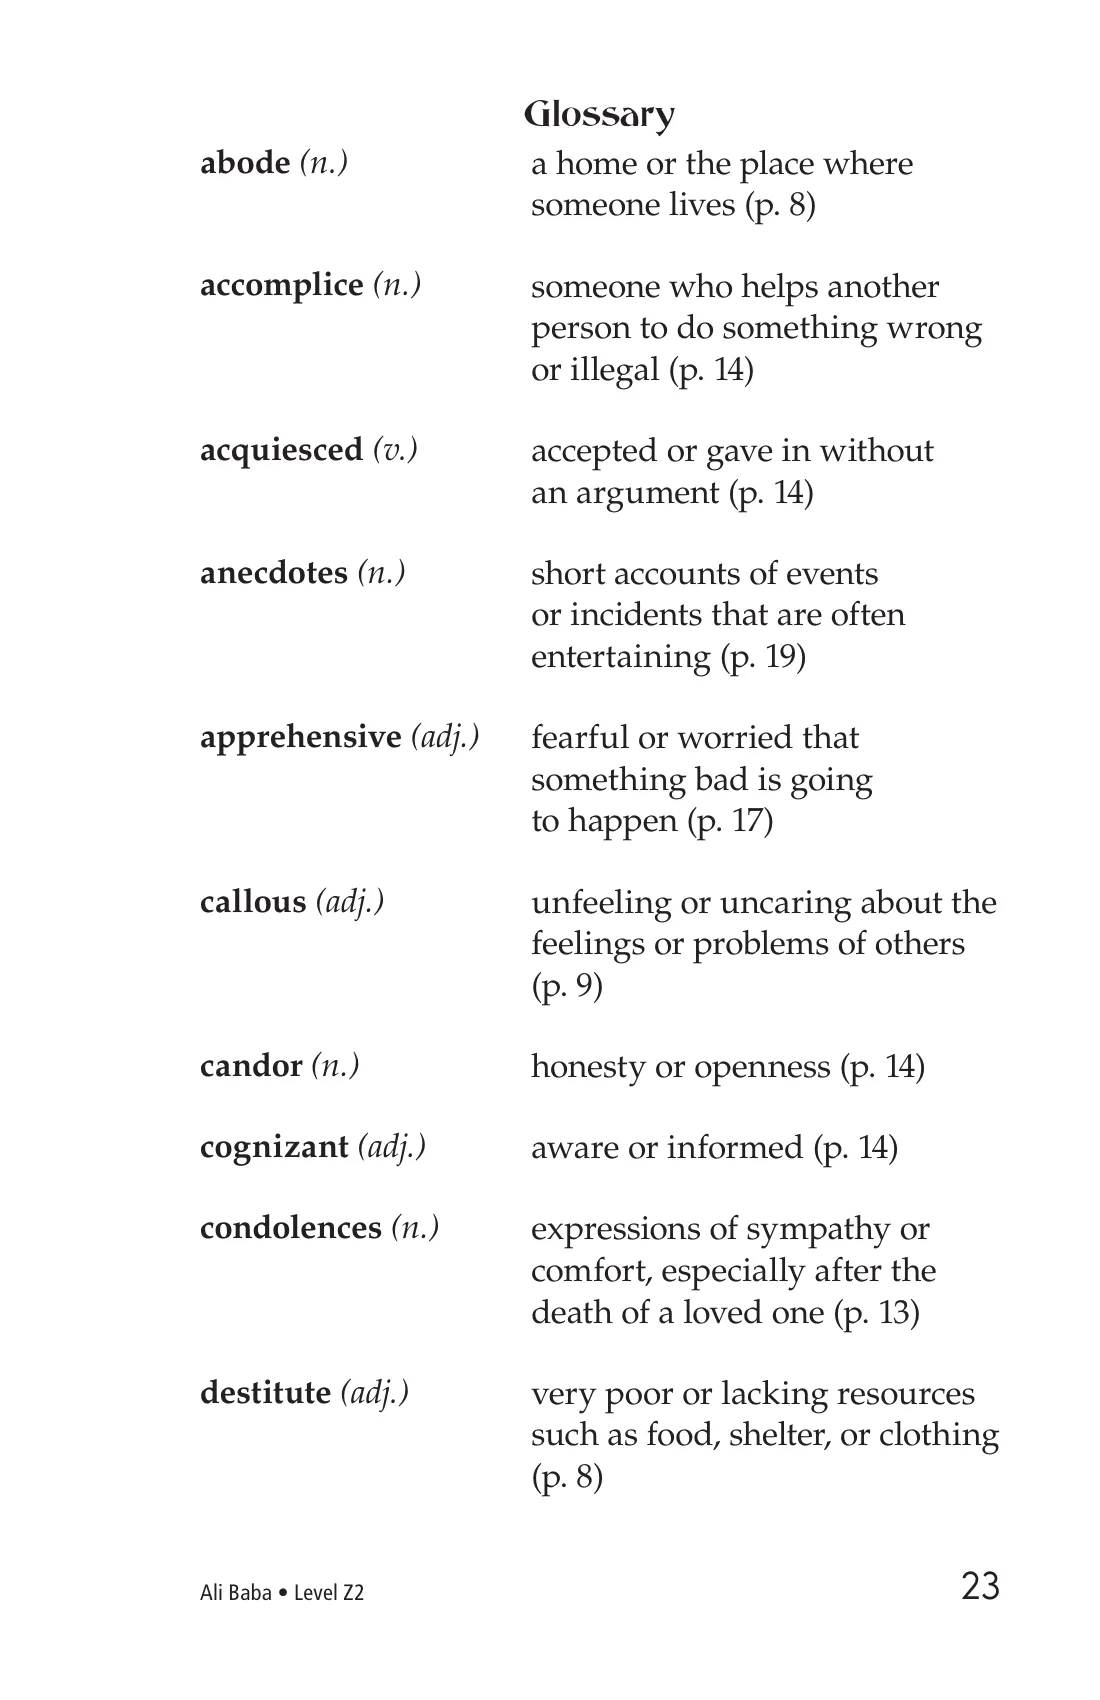 Glossary
abode (n.) a home or the place where
someone lives (p. 8)
accomplice (n.) someone who helps another
person to do something wrong
or illegal (p. 14)
acquiesced (v.) accepted or gave in without
an argument (p. 14)
anecdotes (n.) short accounts of events
or incidents that are often
entertaining (p. 19)
apprehensive (adj.) fearful or worried that
something bad is going
to happen (p. 17)
callous (adj.) unfeeling or uncaring about the
feelings or problems of others
(p. 9)
candor (n.) honesty or openness (p. 14)
cognizant (adj.) aware or informed (p. 14)
condolences (n.) expressions of sympathy or
comfort, especially after the
death of a loved one (p. 13)
destitute (adj.) very poor or lacking resources
such as food, shelter, or clothing
(p. 8)
Ali Baba • Level Z2 23